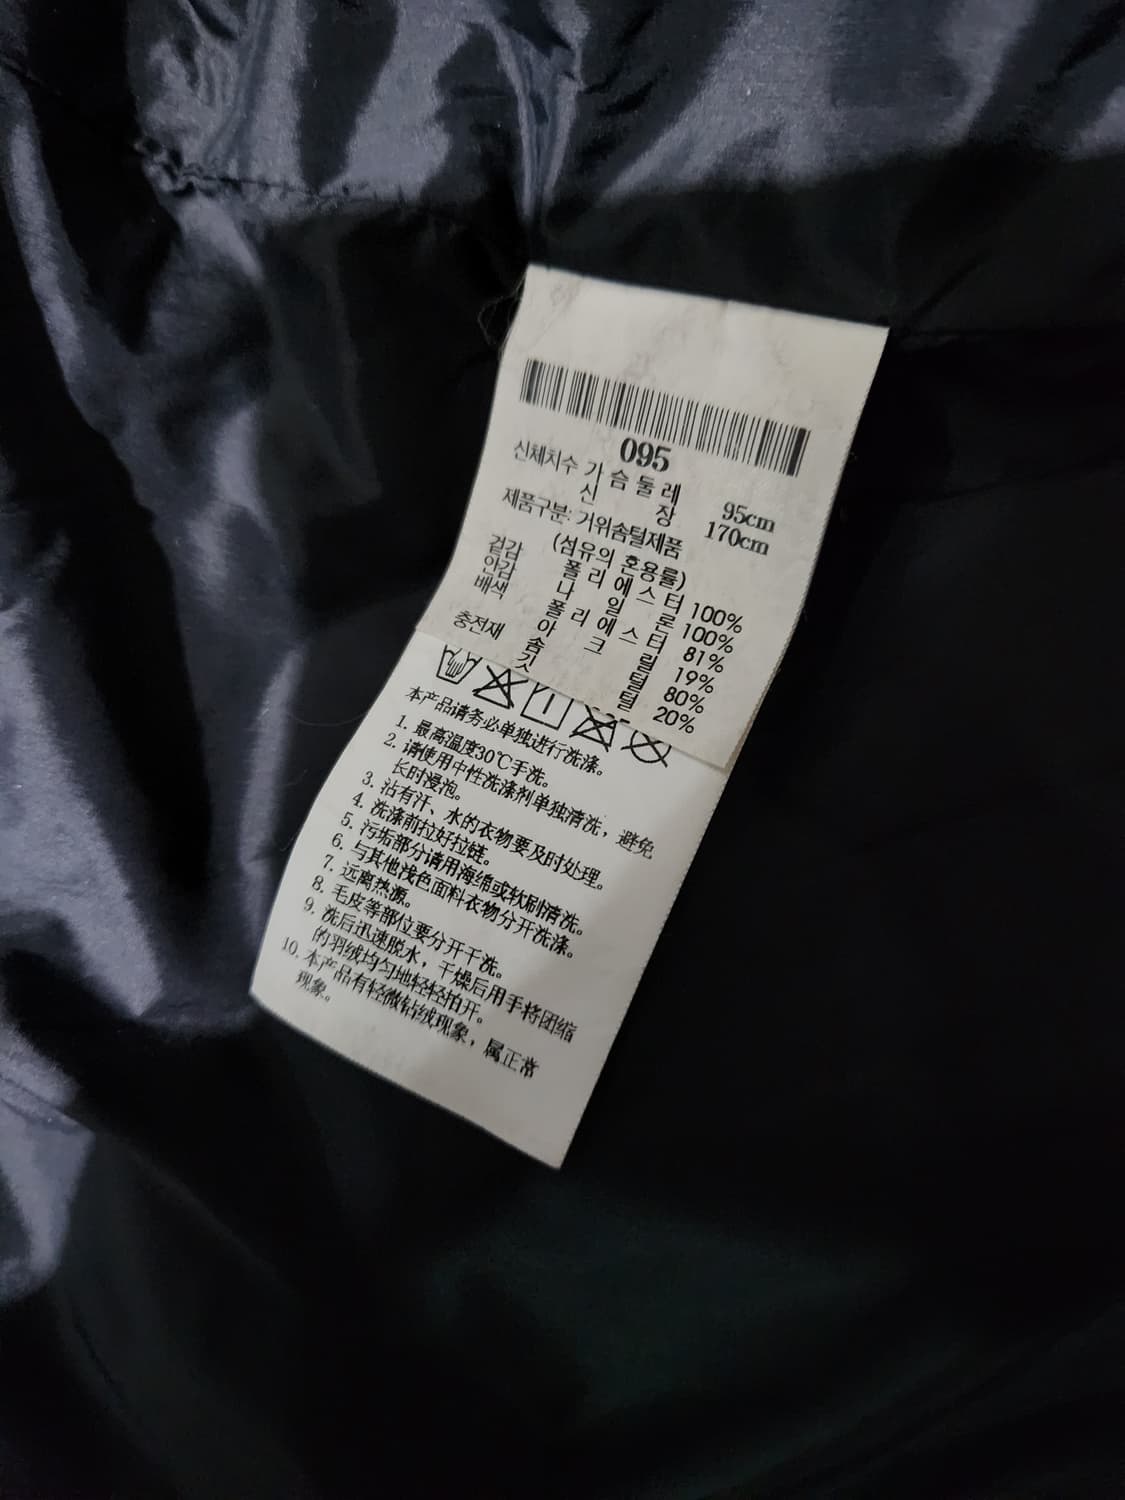 095
신체치수 가슴둘레 95cm
신장 170cm
제품구분: 거위솜털제품
(섬유의 혼용률)
겉감 폴리에스터 100%
안감 나일론 100%
배색 폴리에스터 81%
아크릴 19%
충전재 솜털 80%
깃털 20%
本产品请务必单独进行洗涤。
1. 最高温度30℃手洗。
2. 请使用中性洗涤剂单独清洗，避免
长时浸泡。
3. 沾有汗、水的衣物要及时处理。
4. 洗涤前拉好拉链。
5. 污垢部分请用海绵或软刷清洗。
6. 与其他浅色面料衣物分开洗涤。
7. 远离热源。
8. 毛皮等部位要分开干洗。
9. 洗后迅速脱水，干燥后用手将团缩
的羽绒均匀地轻轻拍开。
10. 本产品有轻微钻绒现象，属正常
现象。